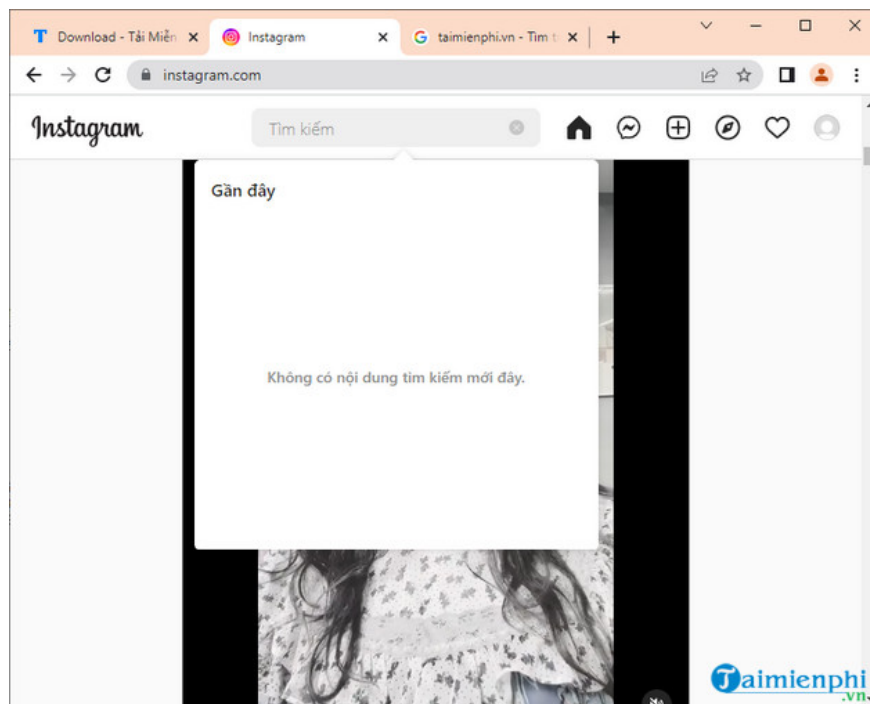 Download - Tải Miễn
Instagram
taimienphi.vn - Tìm t
instagram.com
Instagram
Tìm kiếm
Gần đây
Không có nội dung tìm kiếm mới đây.
Taimienphi
.vn